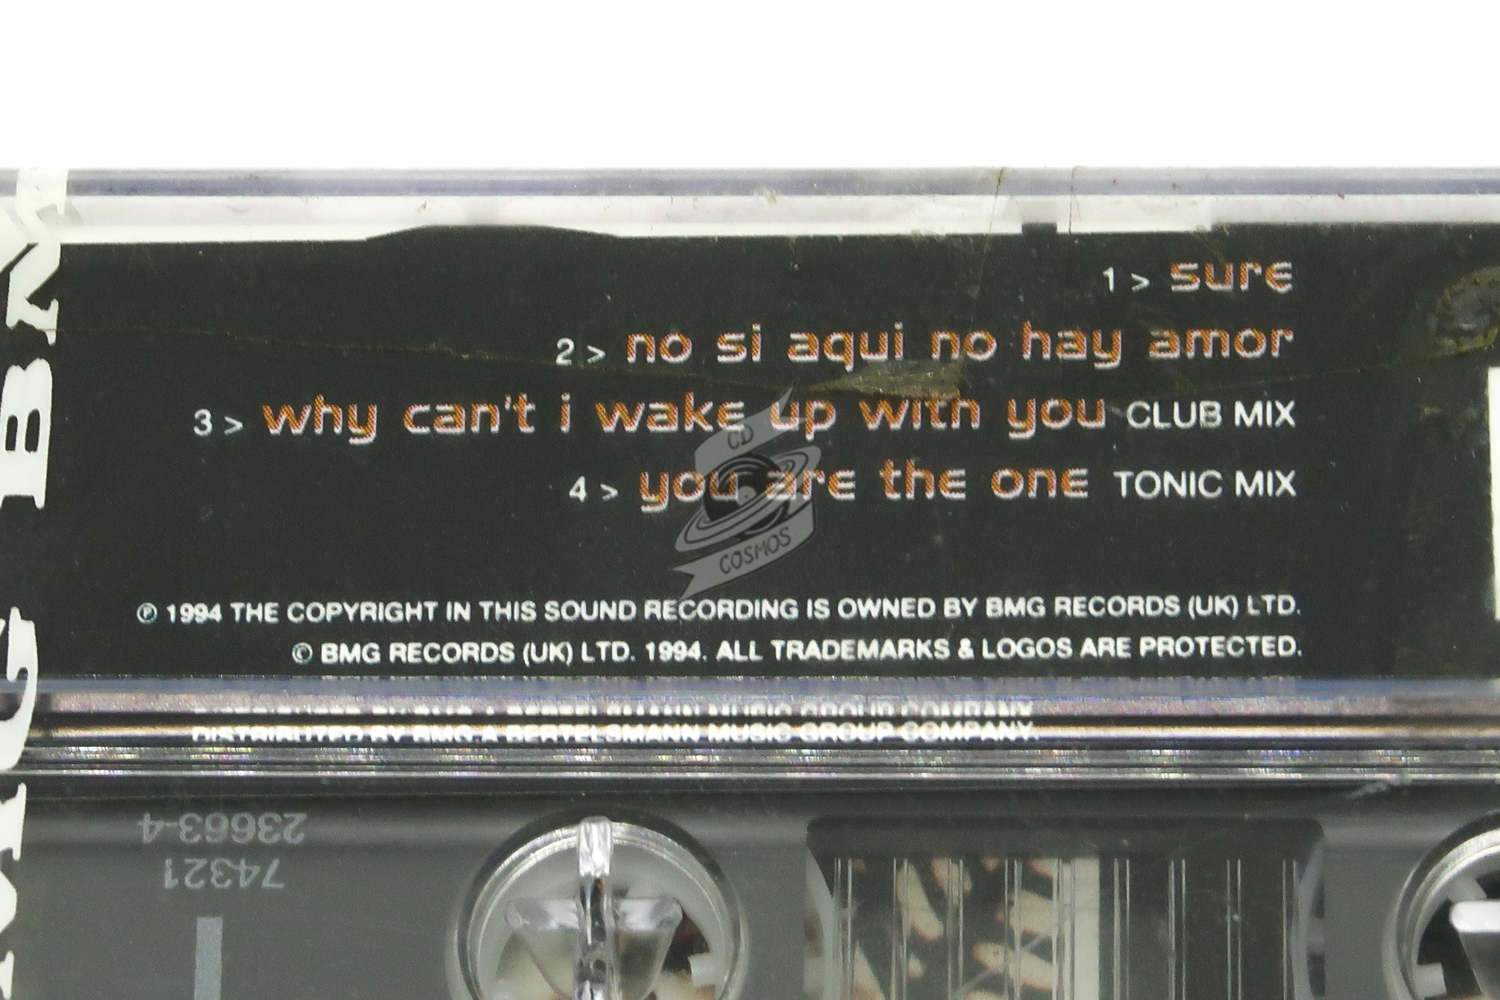 1> sure
2> no si aqui no hay amor
3> why can't i wake up with you CLUB MIX
4> you are the one TONIC MIX
CD
COSMOS
℗ 1994 THE COPYRIGHT IN THIS SOUND RECORDING IS OWNED BY BMG RECORDS (UK) LTD.
© BMG RECORDS (UK) LTD. 1994. ALL TRADEMARKS & LOGOS ARE PROTECTED.
DISTRIBUTED BY BMG A BERTELSMANN MUSIC GROUP COMPANY.
74321
23663-4